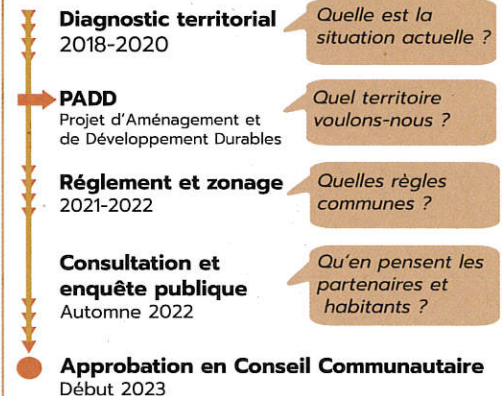 Diagnostic territorial
2018-2020
Quelle est la
situation actuelle ?
PADD
Projet d'Aménagement et
de Développement Durables
Quel territoire
voulons-nous ?
Réglement et zonage
2021-2022
Quelles règles
communes ?
Consultation et
enquête publique
Automne 2022
Qu'en pensent les
partenaires et
habitants ?
Approbation en Conseil Communautaire
Début 2023